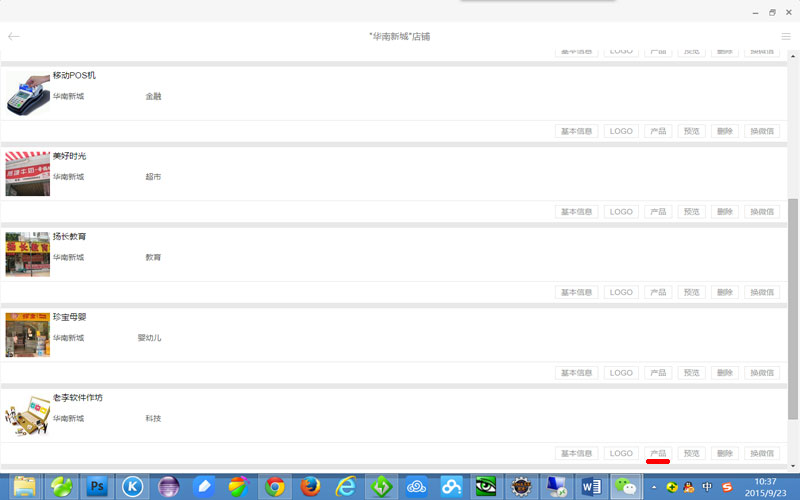 "华南新城"店铺
基本信息 LOGO 产品 预览 删除 换微信
移动POS机
华南新城 金融
基本信息 LOGO 产品 预览 删除 换微信
美好时光
华南新城 超市
基本信息 LOGO 产品 预览 删除 换微信
扬长教育
华南新城 教育
基本信息 LOGO 产品 预览 删除 换微信
珍宝母婴
华南新城 婴幼儿
基本信息 LOGO 产品 预览 删除 换微信
老李软件作坊
华南新城 科技
基本信息 LOGO 产品 预览 删除 换微信
Ps K W 中 S
10:37
2015/9/23